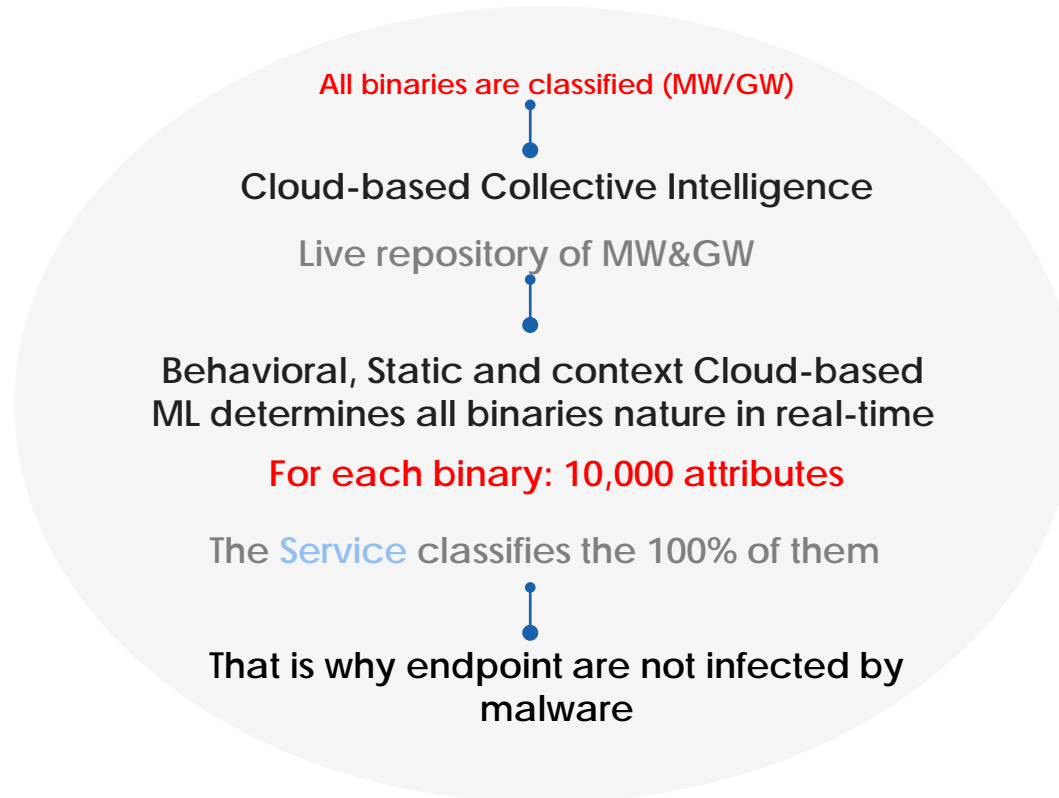 All binaries are classified (MW/GW)
Cloud-based Collective Intelligence
Live repository of MW&GW
Behavioral, Static and context Cloud-based
ML determines all binaries nature in real-time
For each binary: 10,000 attributes
The Service classifies the 100% of them
That is why endpoint are not infected by
malware